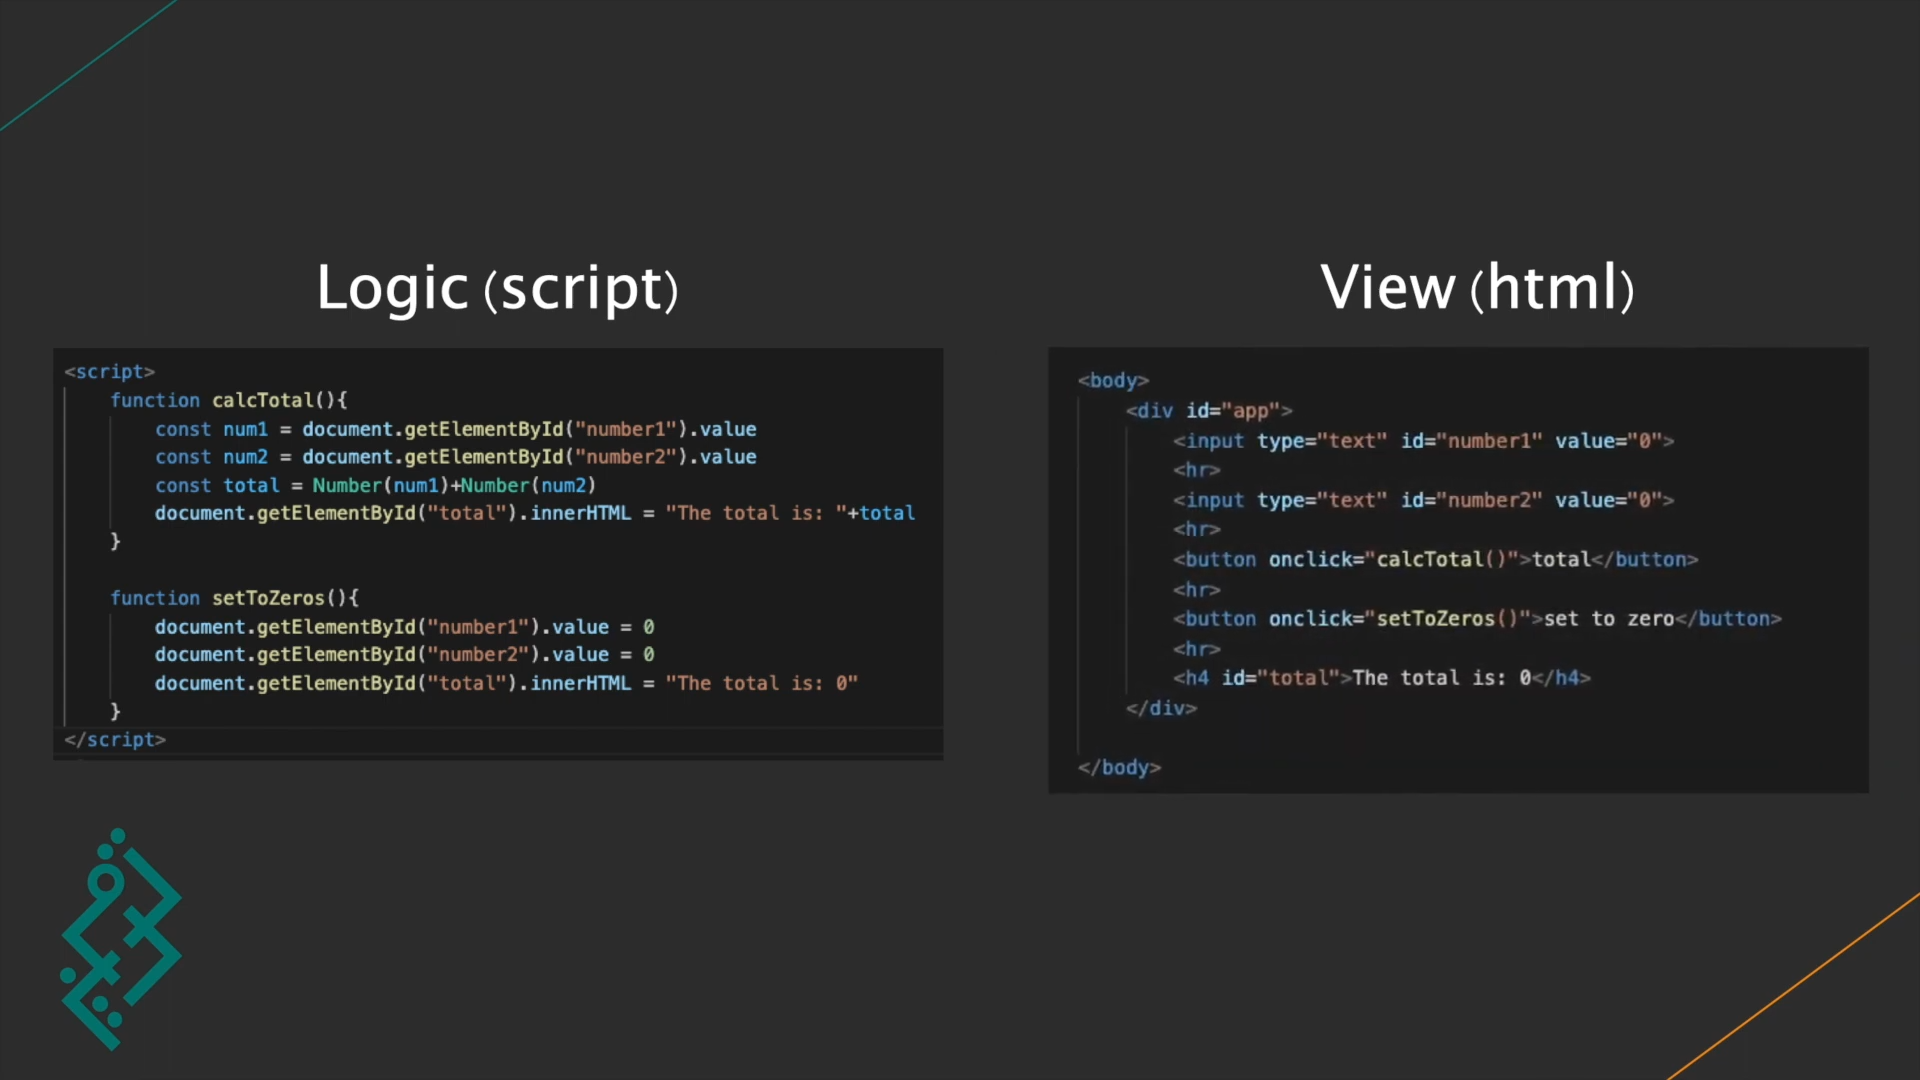 Logic (script)
<script>
function calcTotal(){
const num1 = document.getElementById("number1").value
const num2 = document.getElementById("number2").value
const total = Number(num1)+Number(num2)
document.getElementById("total").innerHTML = "The total is: "+total
}
function setToZeros(){
document.getElementById("number1").value = 0
document.getElementById("number2").value = 0
document.getElementById("total").innerHTML = "The total is: 0"
}
</script>
View (html)
<body>
<div id="app">
<input type="text" id="number1" value="0">
<hr>
<input type="text" id="number2" value="0">
<hr>
<button onclick="calcTotal()">total</button>
<hr>
<button onclick="setToZeros()">set to zero</button>
<hr>
<h4 id="total">The total is: 0</h4>
</div>
</body>